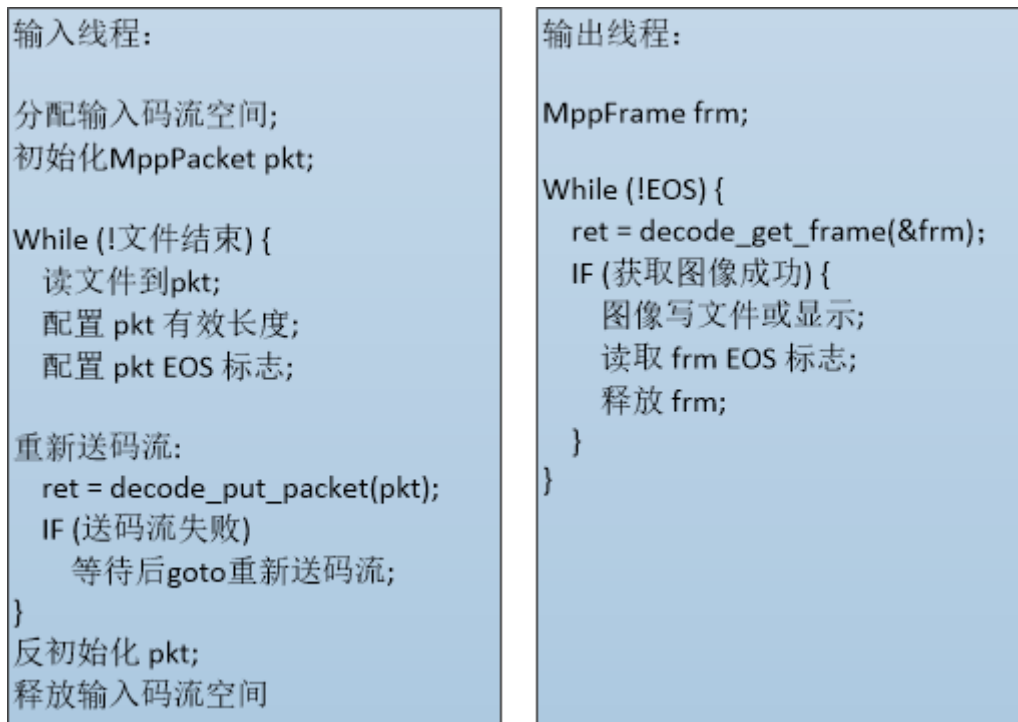 输入线程：
分配输入码流空间;
初始化MppPacket pkt;
While (!文件结束) {
读文件到pkt;
配置 pkt 有效长度;
配置 pkt EOS 标志;
重新送码流:
ret = decode_put_packet(pkt);
IF (送码流失败)
等待后goto重新送码流;
}
反初始化 pkt;
释放输入码流空间
输出线程：
MppFrame frm;
While (!EOS) {
ret = decode_get_frame(&frm);
IF (获取图像成功) {
图像写文件或显示;
读取 frm EOS 标志;
释放 frm;
}
}